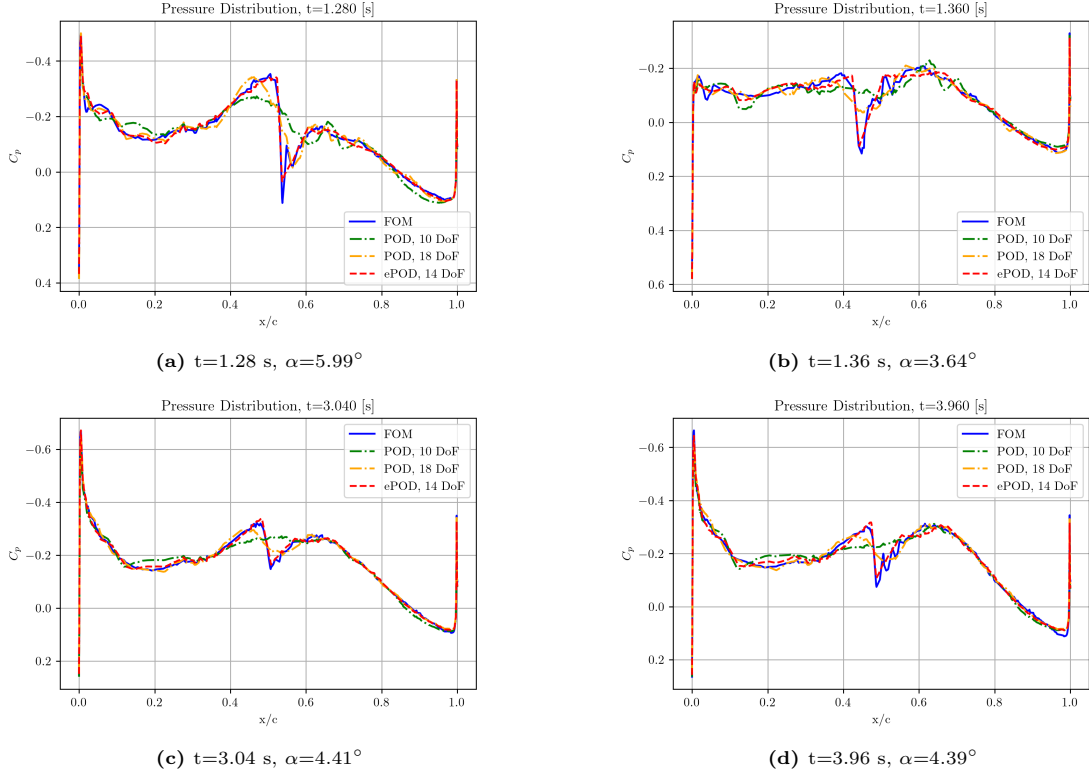 Pressure Distribution, t=1.280 [s]
−0.4
−0.2
0.0
0.2
0.4
C_p
0.0 0.2 0.4 0.6 0.8 1.0
x/c
FOM
POD, 10 DoF
POD, 18 DoF
ePOD, 14 DoF
(a) t=1.28 s, α=5.99°
Pressure Distribution, t=1.360 [s]
−0.2
0.0
0.2
0.4
0.6
C_p
0.0 0.2 0.4 0.6 0.8 1.0
x/c
FOM
POD, 10 DoF
POD, 18 DoF
ePOD, 14 DoF
(b) t=1.36 s, α=3.64°
Pressure Distribution, t=3.040 [s]
−0.6
−0.4
−0.2
0.0
0.2
C_p
0.0 0.2 0.4 0.6 0.8 1.0
x/c
FOM
POD, 10 DoF
POD, 18 DoF
ePOD, 14 DoF
(c) t=3.04 s, α=4.41°
Pressure Distribution, t=3.960 [s]
−0.6
−0.4
−0.2
0.0
0.2
C_p
0.0 0.2 0.4 0.6 0.8 1.0
x/c
FOM
POD, 10 DoF
POD, 18 DoF
ePOD, 14 DoF
(d) t=3.96 s, α=4.39°